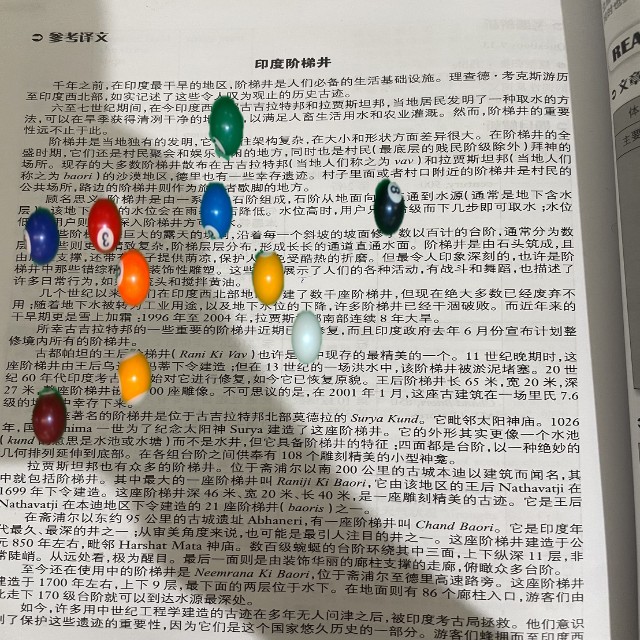 参考译文
印度阶梯井
千年之前,在印度最干旱的地区,阶梯井是人们必备的生活基础设施。理查德·考克斯游历
至印度西北部,如实记述了这些令人叹为观止的历史古迹。
六至七世纪期间,在今印度西 古吉拉特邦和拉贾斯坦邦,当地居民发明了一种取水的方
法,可以在旱季获得清冽干净的地 以满足人畜生活用水和农业灌溉。然而,阶梯井的重要
性远不止于此。
阶梯井是当地独有的发明,它 往架构复杂,在大小和形状方面差异很大。在阶梯井的全
盛时期,它们还是村民聚会和娱乐 闲的地方,同时也是村民(最底层的贱民阶级除外)拜神的
场所。现存的大多数阶梯井散布在古吉拉特邦(当地人们称之为 vav)和拉贾斯坦邦(当地人们
称之为 baori)的沙漠地区,德里也有一些幸存遗迹。村子里面或者村口附近的阶梯井是村民的
公共场所,路边的阶梯井则作为旅 者歇脚的地方。
顾名思义,阶梯井是由一系 石阶组成,石阶从地面向 通到水源(通常是地下含水
层), 该地下 的水位会在雨 后降低。水位高时,用户只 阶级而下几步即可取水;水位
用户则 深入阶梯井方
巨大的露天的 境,沿着每一个斜坡的坡面修 数以百计的台阶,通常分为数
些则更 精致复杂,阶梯层层分布,形成长长的通道直通水面。阶梯井是由石头筑成,且
由 支撑,还带 子提供荫凉,保护人 免受酷热的折磨。但最令人印象深刻的,也许是阶
梯井中那些错综精 装饰性雕塑。这些 展示了人们的各种活动,有战斗和舞蹈,也描述了
许多日常行为,如 头和搅拌黄油。
几个世纪以来 们在印度西北部地 建了数千座阶梯井,但现在绝大多数已经废弃不
用;随着地下水被转 工业用途,以及地下水位的下降,许多阶梯井已经干涸破败。而近年来的
干旱期更是雪上加霜;1996 年至 2004 年,拉贾斯 南部连续 8 年大旱。
所幸古吉拉特邦的一些重要的阶梯井近期已 修复,而且印度政府去年 6 月份宣布计划整
修境内所有的阶梯井。
古都帕坦的王后阶梯井(Rani Ki Vav)也许是 中现存的最精美的一个。11 世纪晚期时,这
座阶梯井由王后乌 蒂下令建造;但在 13 世纪的一场洪水中,该阶梯井被淤泥堵塞。20 世
纪 60 年代印度考古 始对它进行修复,如今它已恢复原貌。王后阶梯井长 65 米,宽 20 米,深
27 米 座阶梯井 00 座雕像。不可思议的是,在 2001 年 1 月,这座古建筑在一场里氏 7.6
级的 幸存下来。
著名的阶梯井是位于古吉拉特邦北部莫德拉的 Surya Kund。它毗邻太阳神庙。1026
年,国 hima 一世为了纪念太阳神 Surya 建造了这座阶梯井。它的外形其实更像一个水池
(kund 意思是水池或水塘)而不是水井,但它具备阶梯井的特征;四面都是台阶,以一种绝妙的
几何排列延伸到底部。在各组台阶之间供奉有 108 个雕刻精美的小型神龛。
拉贾斯坦邦也有众多的阶梯井。位于斋浦尔以南 200 公里的古城本迪以建筑而闻名,其
中就包括阶梯井。其中最大的一座阶梯井叫 Raniji Ki Baori,它由该地区的王后 Nathavatji 在
1699 年下令建造。这座阶梯井深 46 米、宽 20 米、长 40 米,是一座雕刻精美的古迹。它是王后
Nathavatji 在本迪地区下令建造的 21 座阶梯井(baoris)之一。
在斋浦尔以东约 95 公里的古城遗址 Abhaneri,有一座阶梯井叫 Chand Baori。它是印度年
代最久、最深的井之一;从审美角度来说,也可能是最引人注目的井之一。这座阶梯井建造于公
元 850 年左右,毗邻 Harshat Mata 神庙。数百级蜿蜒的台阶环绕其中三面,上下纵深 11 层,非
常陡峭。从远处看,极为醒目。最后一面则是由装饰华丽的廊柱支撑的走廊,俯瞰众多台阶。
至今还在使用中的阶梯井是 Neemrana Ki Baori,位于斋浦尔至德里高速路旁。这座阶梯井
建造于 1700 年左右,上下 9 层,最下面的两层位于水下。在地面则有 86 个廊柱入口,游客们由
此走下 170 级台阶就可以到达水源最深处。
如今,许多用中世纪工程学建造的古迹在多年无人问津之后,被印度考古局拯救。他们意识
到了保护这些遗迹的重要性,因为它们是这个国家悠久历史的一部分。游客们蜂拥而至印度西
REA
文章
体
主要
3
8